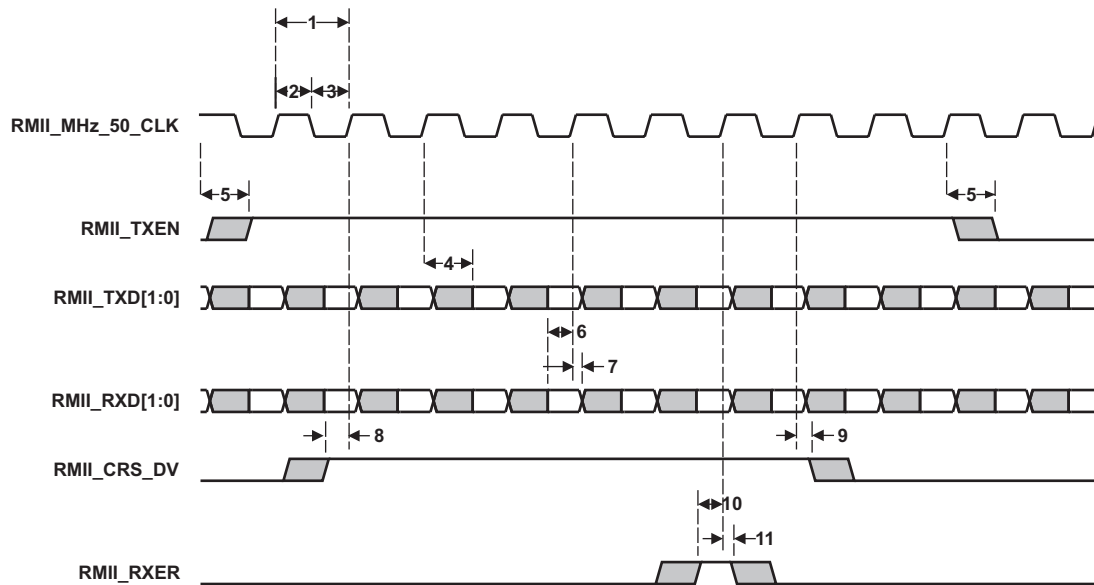 1
2
3
RMII_MHz_50_CLK
5
5
RMII_TXEN
4
RMII_TXD[1:0]
6
7
RMII_RXD[1:0]
8
9
RMII_CRS_DV
10
11
RMII_RXER